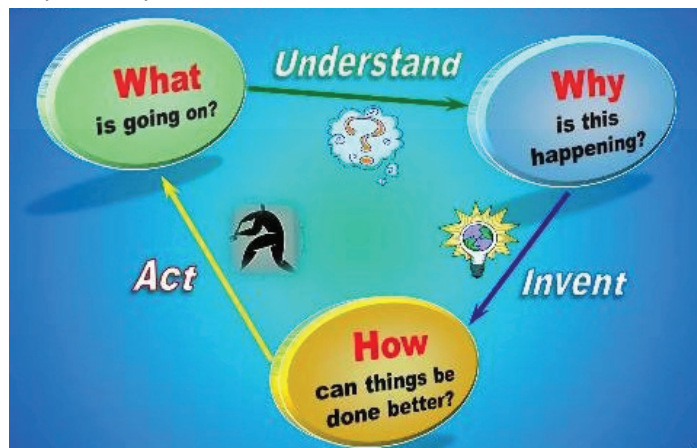 What
is going on?
Understand
Why
is this
happening?
Invent
How
can things be
done better?
Act